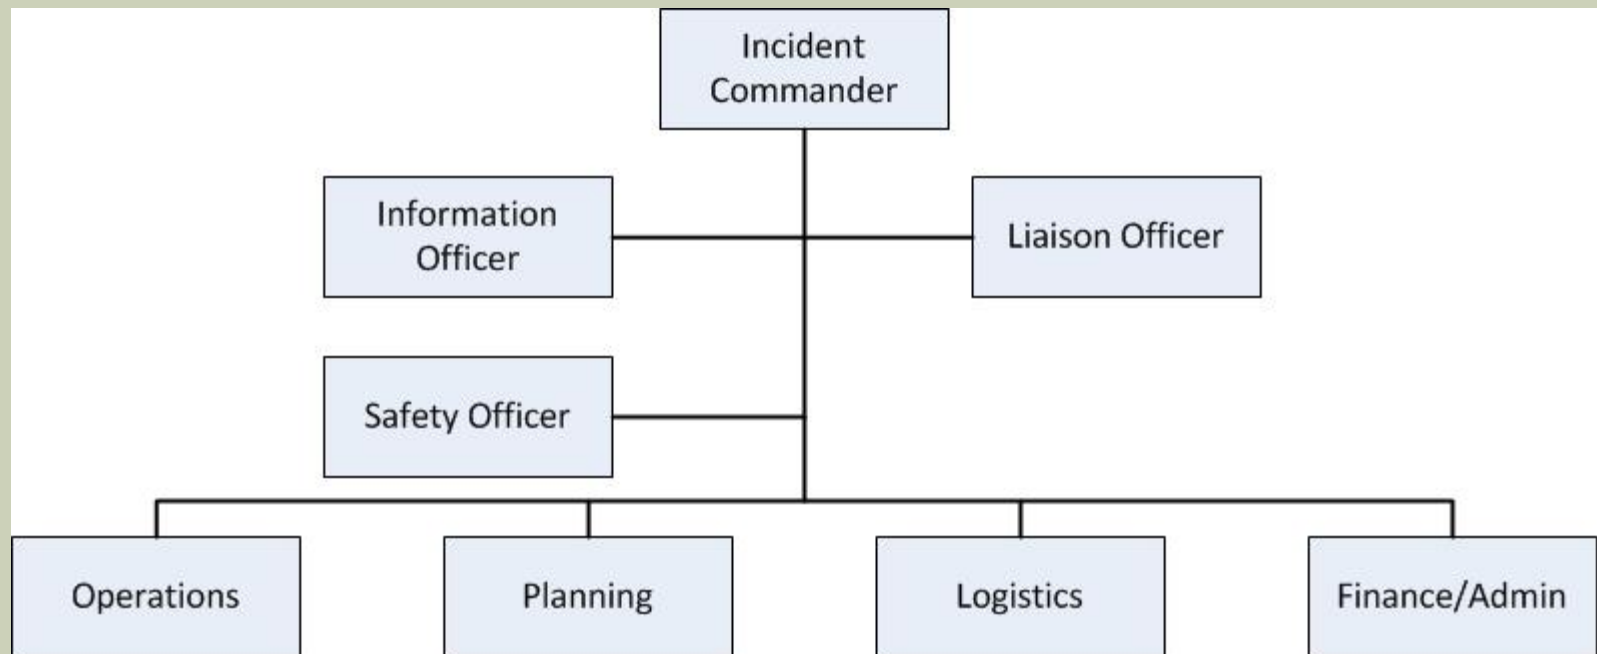 Incident
Commander
Information
Officer
Liaison Officer
Safety Officer
Operations
Planning
Logistics
Finance/Admin